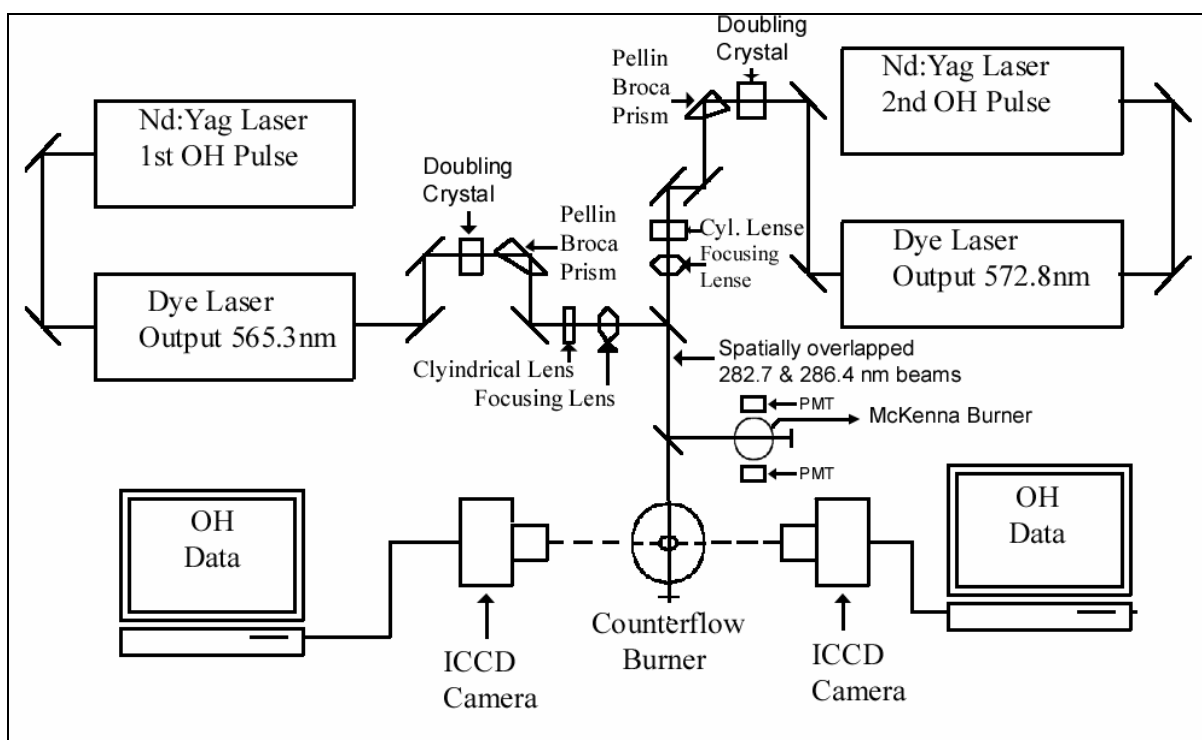 Doubling
Crystal
Pellin
Broca
Prism
Nd:Yag Laser
2nd OH Pulse
Nd:Yag Laser
1st OH Pulse
Doubling
Crystal
Pellin
Broca
Prism
Cyl. Lense
Focusing
Lense
Dye Laser
Output 572.8nm
Dye Laser
Output 565.3nm
Clyindrical Lens
Focusing Lens
Spatially overlapped
282.7 & 286.4 nm beams
PMT
McKenna Burner
PMT
OH
Data
OH
Data
Counterflow
Burner
ICCD
Camera
ICCD
Camera